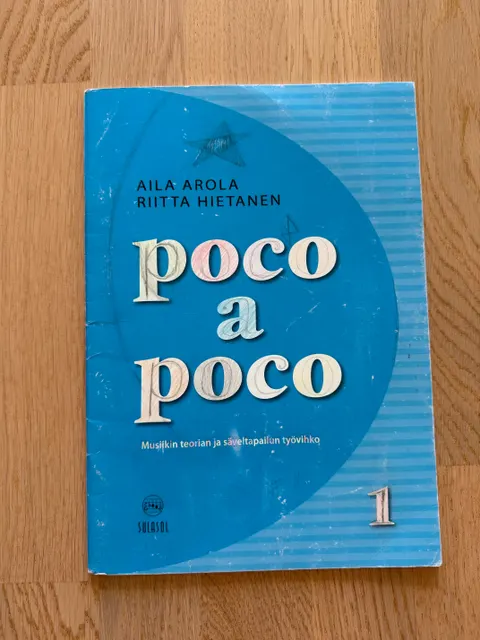 AILA AROLA
RIITTA HIETANEN
poco
a
poco
Musiikin teorian ja säveltapailun työvihko
1
SULASOL